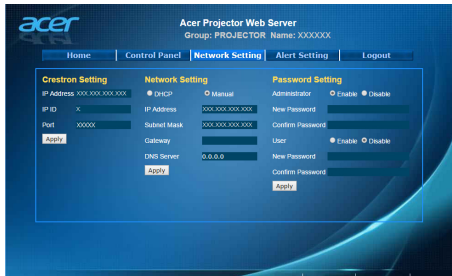 acer
Acer Projector Web Server
Group: PROJECTOR Name: XXXXXX
Home Control Panel Network Setting Alert Setting Logout
Crestron Setting
IP Address XXX.XXX.XXX.XXX
IP ID X
Port XXXXX
Apply
Network Setting
DHCP Manual
IP Address XXX.XXX.XXX.XXX
Subnet Mask XXX.XXX.XXX.XXX
Gateway
DNS Server 0.0.0.0
Apply
Password Setting
Administrator Enable Disable
New Password
Confirm Password
User Enable Disable
New Password
Confirm Password
Apply